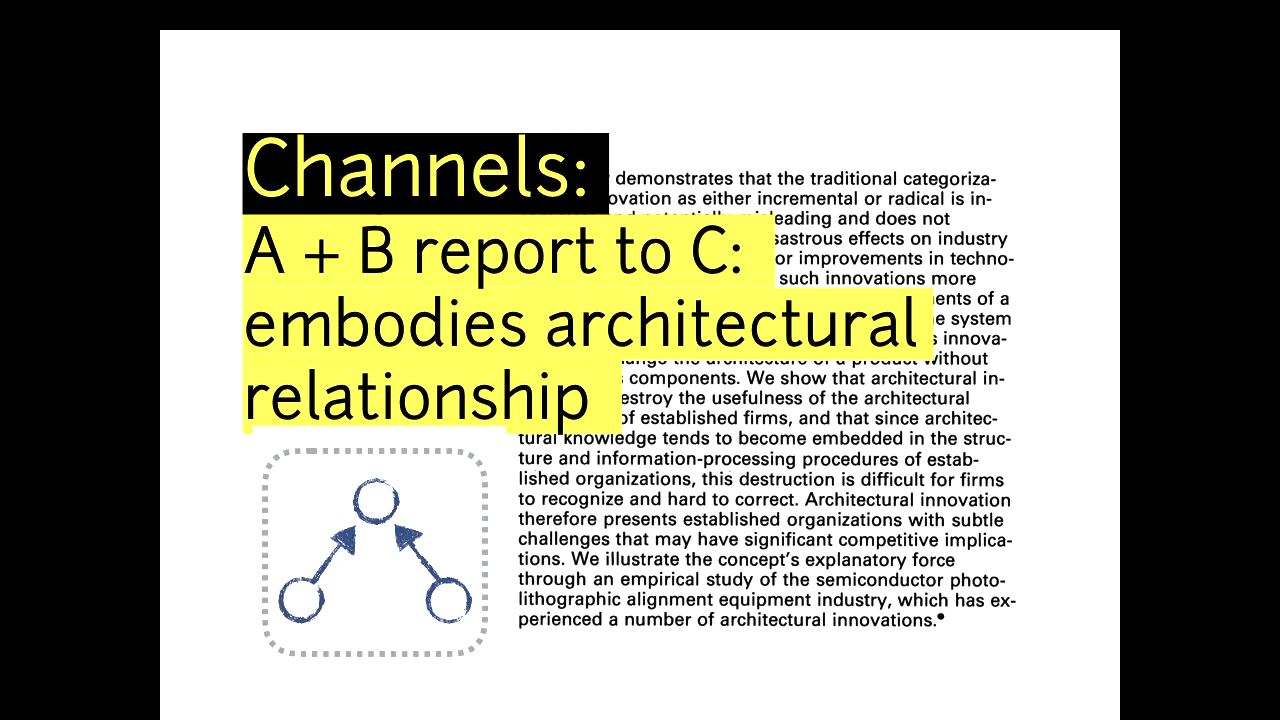 Channels:
A + B report to C:
embodies architectural
relationship
demonstrates that the traditional categoriza-
ovation as either incremental or radical is in-
leading and does not
sastrous effects on industry
or improvements in techno-
such innovations more
ents of a
e system
s innova-
the architecture of a product without
s components. We show that architectural in-
estroy the usefulness of the architectural
of established firms, and that since architec-
tural knowledge tends to become embedded in the struc-
ture and information-processing procedures of estab-
lished organizations, this destruction is difficult for firms
to recognize and hard to correct. Architectural innovation
therefore presents established organizations with subtle
challenges that may have significant competitive implica-
tions. We illustrate the concept's explanatory force
through an empirical study of the semiconductor photo-
lithographic alignment equipment industry, which has ex-
perienced a number of architectural innovations.•